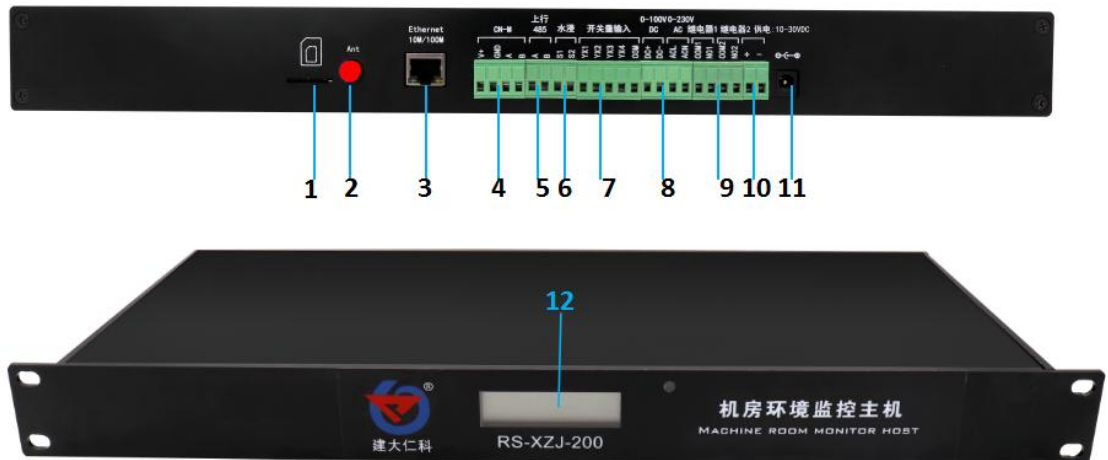 0-100V 0-230V
Ethernet 上行 DC AC 继电器1 继电器2 供电:10-30VDC
10M/100M CH-M 485 水浸 开关量输入
Ant
V+ GND A B A B S1 S2 YX1 YX2 YX3 YX4 COM DC+ DC- ACL ACN COM1 NO1 COM2 NO2 + -
1 2 3 4 5 6 7 8 9 10 11
12
®
机房环境监控主机
建大仁科 RS-XZJ-200 MACHINE ROOM MONITOR HOST